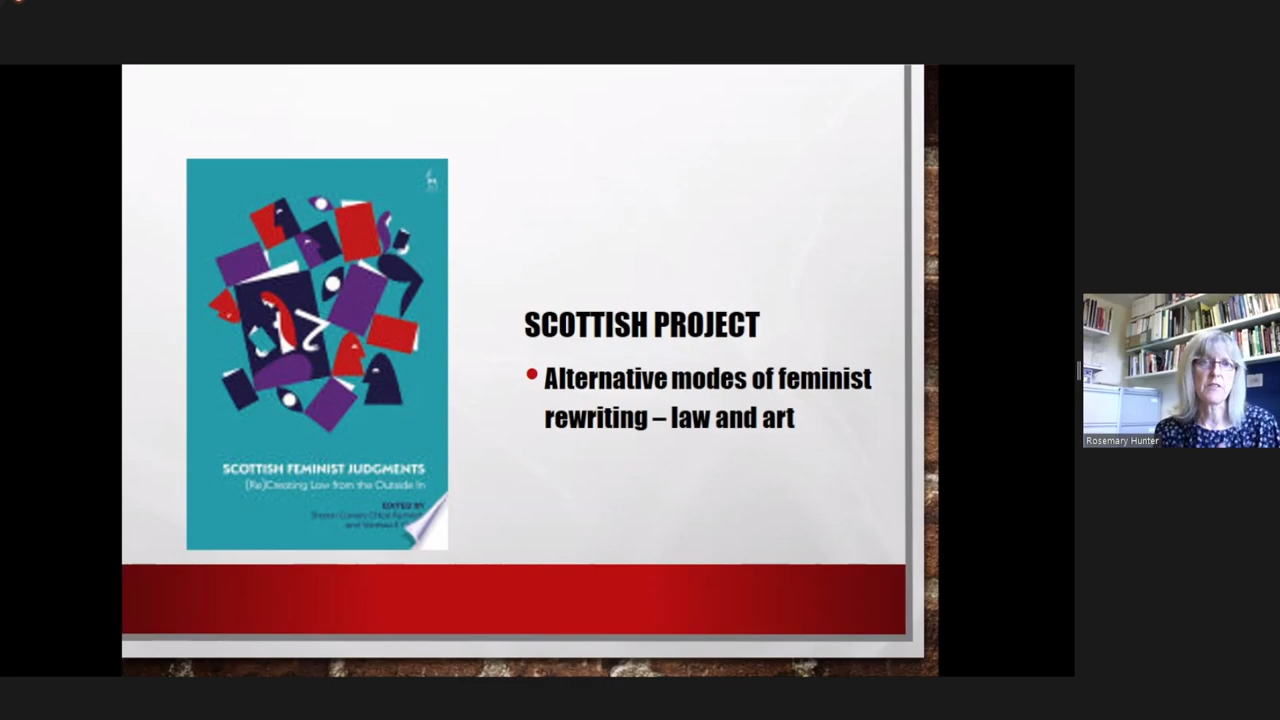 SCOTTISH PROJECT
Alternative modes of feminist
rewriting – law and art
SCOTTISH FEMINIST JUDGMENTS
(Re)Creating Law from the Outside In
EDITED BY
Rosemary Hunter